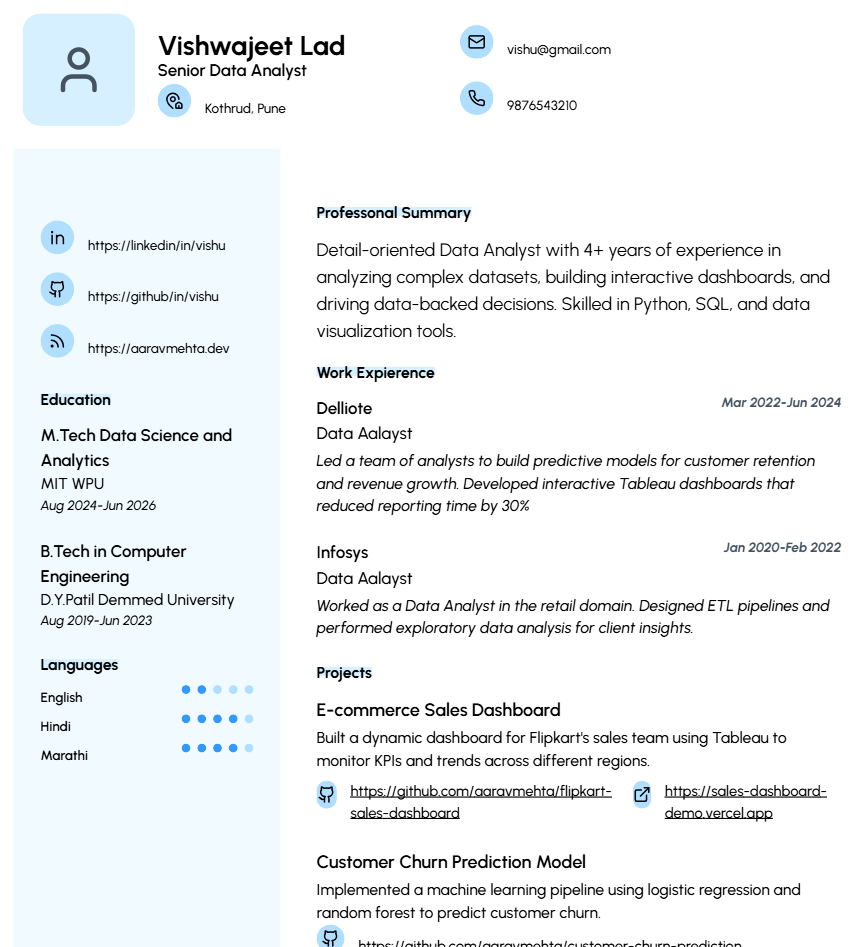 Vishwajeet Lad
Senior Data Analyst
Kothrud, Pune
vishu@gmail.com
9876543210
https://linkedin/in/vishu
https://github/in/vishu
https://aaravmehta.dev
Education
M.Tech Data Science and
Analytics
MIT WPU
Aug 2024-Jun 2026
B.Tech in Computer
Engineering
D.Y.Patil Demmed University
Aug 2019-Jun 2023
Languages
English
Hindi
Marathi
Professonal Summary
Detail-oriented Data Analyst with 4+ years of experience in
analyzing complex datasets, building interactive dashboards, and
driving data-backed decisions. Skilled in Python, SQL, and data
visualization tools.
Work Expierence
Delliote
Mar 2022-Jun 2024
Data Aalayst
Led a team of analysts to build predictive models for customer retention
and revenue growth. Developed interactive Tableau dashboards that
reduced reporting time by 30%
Infosys
Jan 2020-Feb 2022
Data Aalayst
Worked as a Data Analyst in the retail domain. Designed ETL pipelines and
performed exploratory data analysis for client insights.
Projects
E-commerce Sales Dashboard
Built a dynamic dashboard for Flipkart's sales team using Tableau to
monitor KPIs and trends across different regions.
https://github.com/aaravmehta/flipkart-
sales-dashboard
https://sales-dashboard-
demo.vercel.app
Customer Churn Prediction Model
Implemented a machine learning pipeline using logistic regression and
random forest to predict customer churn.
https://github.com/aaravmehta/customer-churn-prediction